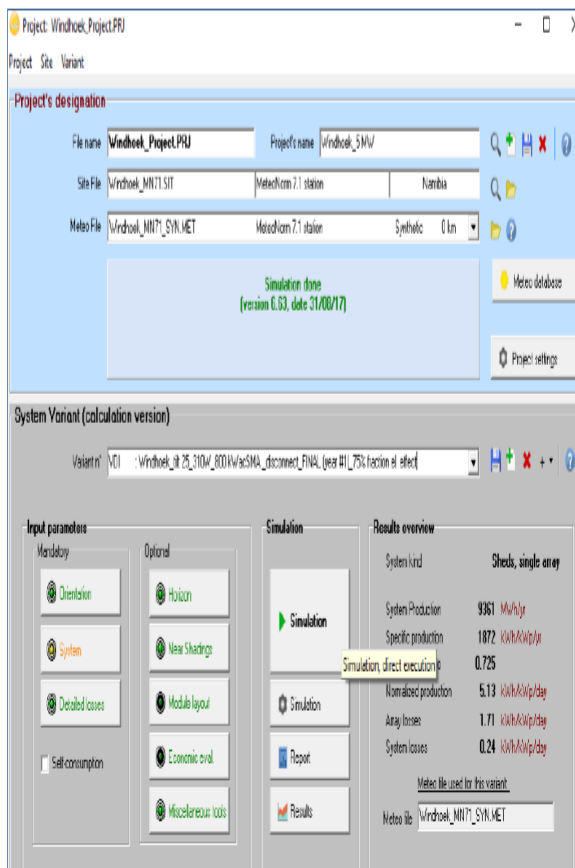 Project: Windhoek_Project.PRJ
Project Site Variant
Project's designation
File name Windhoek_Project.PRJ Project's name Windhoek_5MW
Site File Windhoek_MN71.SIT MeteoNorm 7.1 station Namibia
Meteo File Windhoek_MN71_SYN.MET MeteoNorm 7.1 station Synthetic 0 km
Simulation done
(version 6.63, date 31/08/17)
Meteo database
Project settings
System Variant (calculation version)
Variant n° : Windhoek_tilt 25_310W_800 kWacSMA_disconnect_FINAL (year #1)_75% fraction el. effect
Input parameters
Mandatory
Orientation
System
Detailed losses
Self-consumption
Optional
Horizon
Near Shadings
Module layout
Economic eval.
Miscellaneous tools
Simulation
Simulation
Simulation, direct execution
Simulation
Report
Results
Results overview
System kind Sheds, single array
System Production 9361 MWh/yr
Specific production 1872 kWh/kWp/yr
0.725
Normalized production 5.13 kWh/kWp/day
Array losses 1.71 kWh/kWp/day
System losses 0.24 kWh/kWp/day
Meteo file used for this variant
Meteo file Windhoek_MN71_SYN.MET